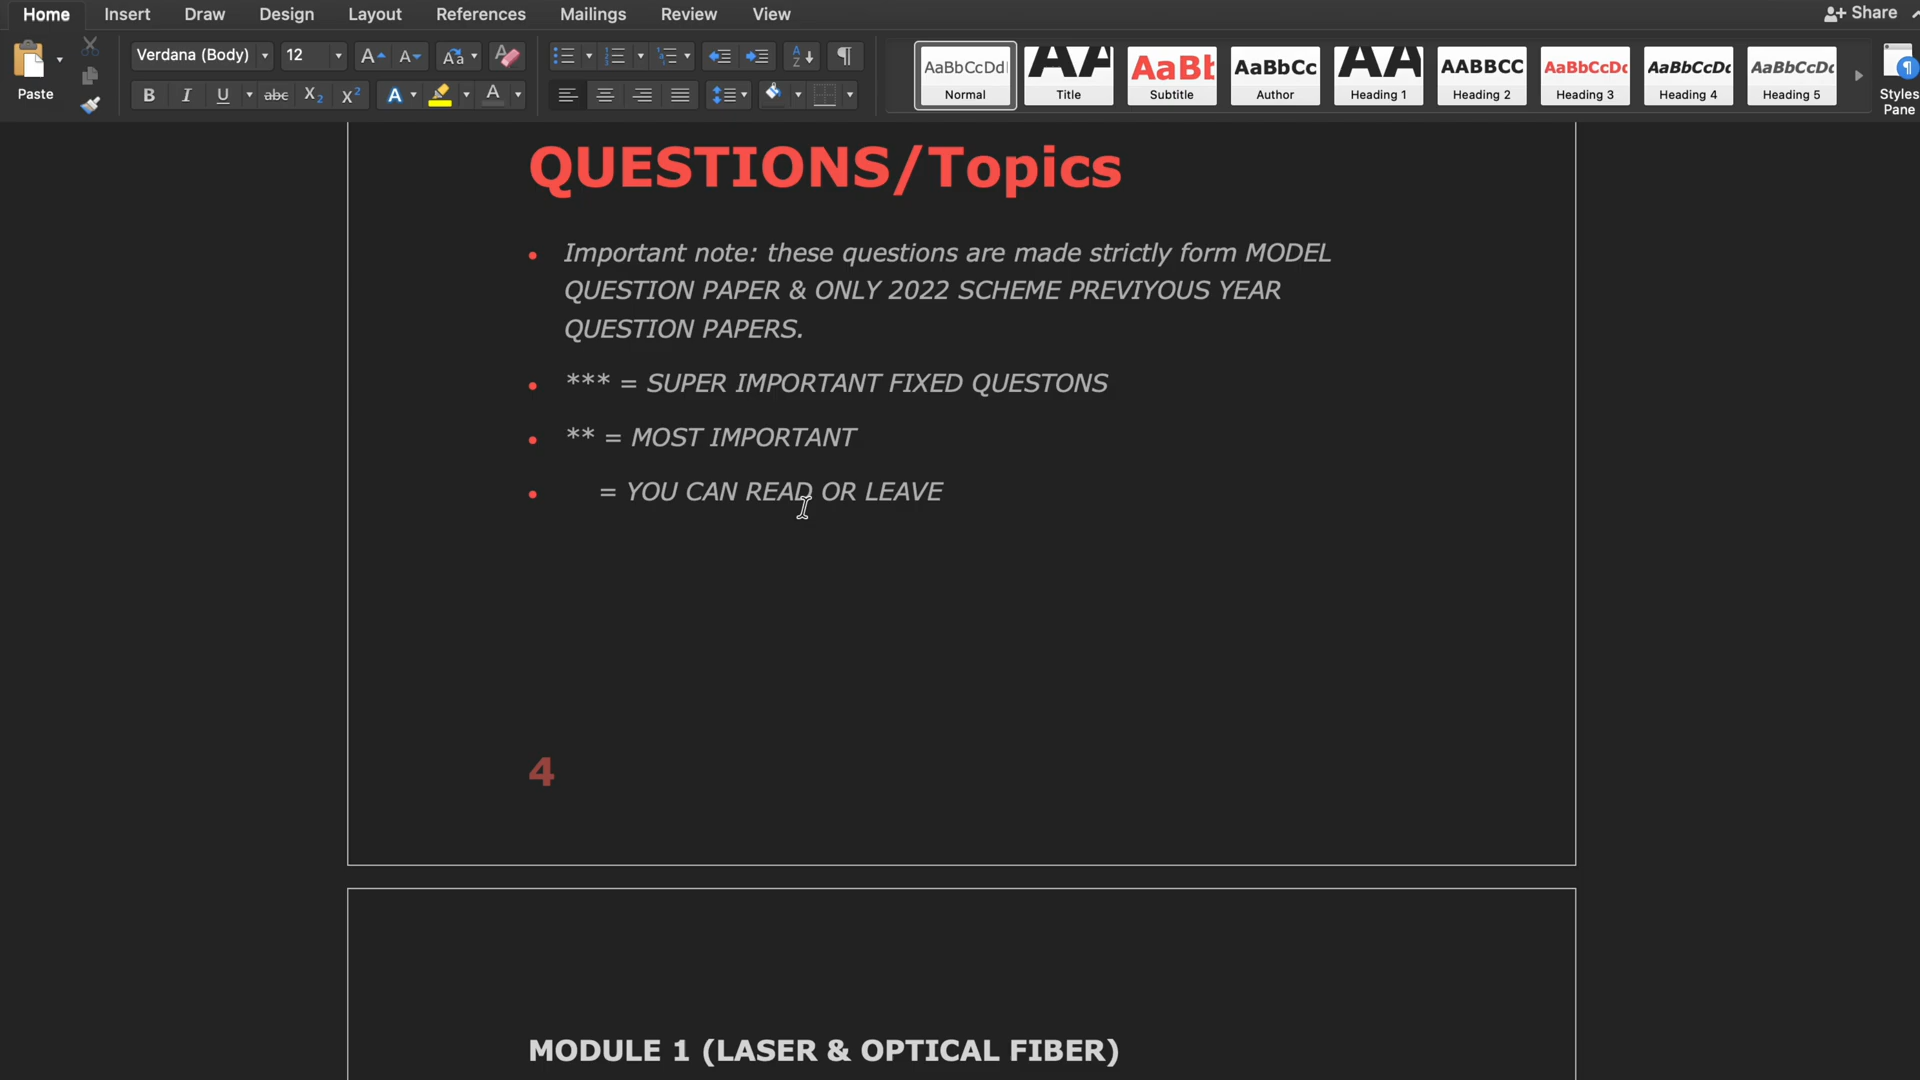 Home Insert Draw Design Layout References Mailings Review View Share
Verdana (Body) 12
Paste
AaBbCcDd AaBbCc AABBCC AaBbCcDc AaBbCcDc AaBbCcDc
Normal Title Subtitle Author Heading 1 Heading 2 Heading 3 Heading 4 Heading 5
Styles
Pane
QUESTIONS/Topics
• Important note: these questions are made strictly form MODEL
QUESTION PAPER & ONLY 2022 SCHEME PREVIYOUS YEAR
QUESTION PAPERS.
• *** = SUPER IMPORTANT FIXED QUESTONS
• ** = MOST IMPORTANT
• = YOU CAN READ OR LEAVE
4
MODULE 1 (LASER & OPTICAL FIBER)